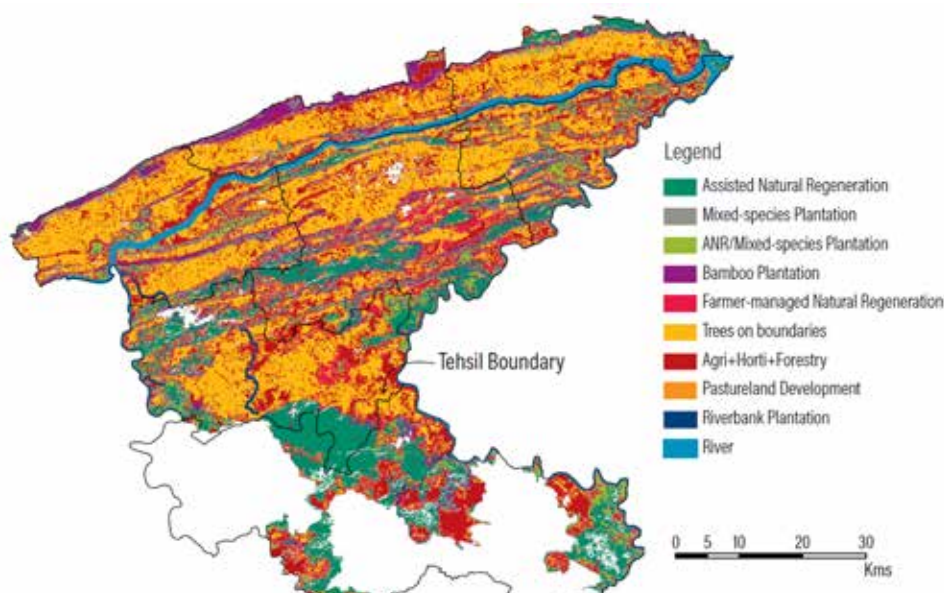 Legend
Assisted Natural Regeneration
Mixed-species Plantation
ANR/Mixed-species Plantation
Bamboo Plantation
Farmer-managed Natural Regeneration
Trees on boundaries
Agri+Horti+Forestry
Pastureland Development
Riverbank Plantation
River
Tehsil Boundary
0 5 10 20 30
Kms